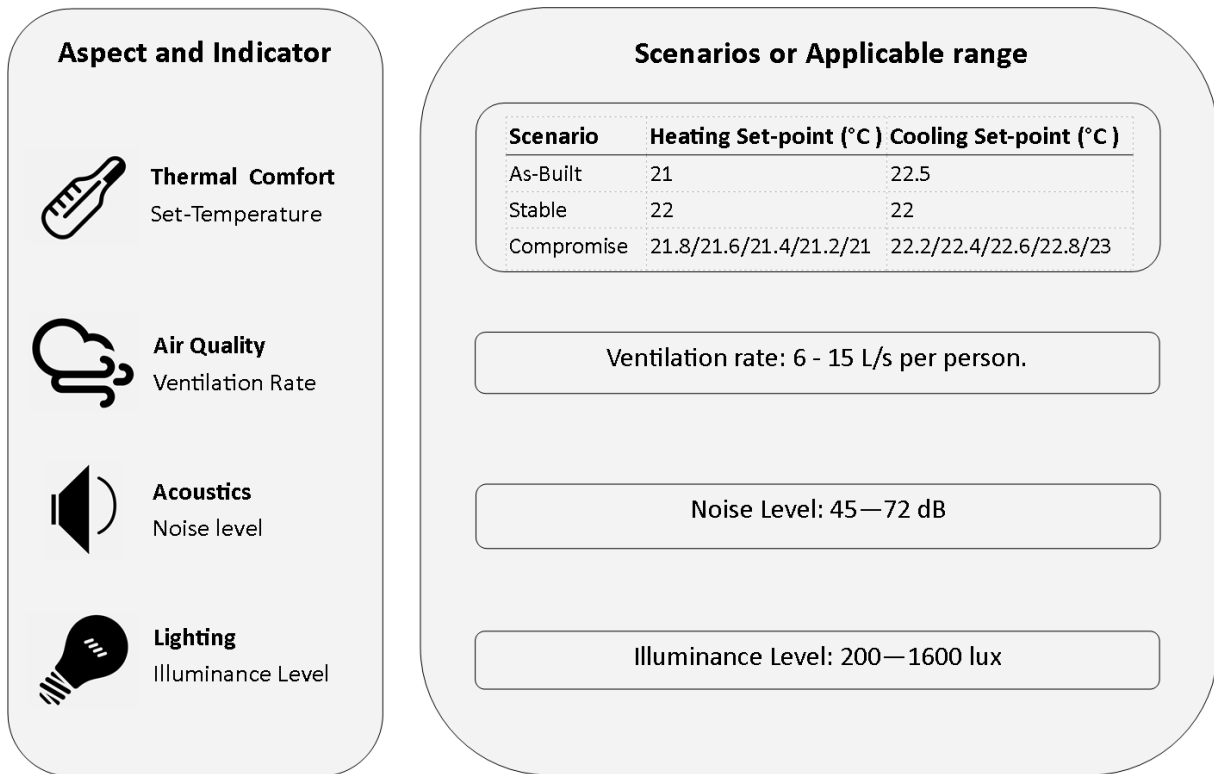 Aspect and Indicator
Thermal Comfort
Set-Temperature
Air Quality
Ventilation Rate
Acoustics
Noise level
Lighting
Illuminance Level
Scenarios or Applicable range
Scenario Heating Set-point (°C ) Cooling Set-point (°C )
As-Built 21 22.5
Stable 22 22
Compromise 21.8/21.6/21.4/21.2/21 22.2/22.4/22.6/22.8/23
Ventilation rate: 6 - 15 L/s per person.
Noise Level: 45—72 dB
Illuminance Level: 200—1600 lux